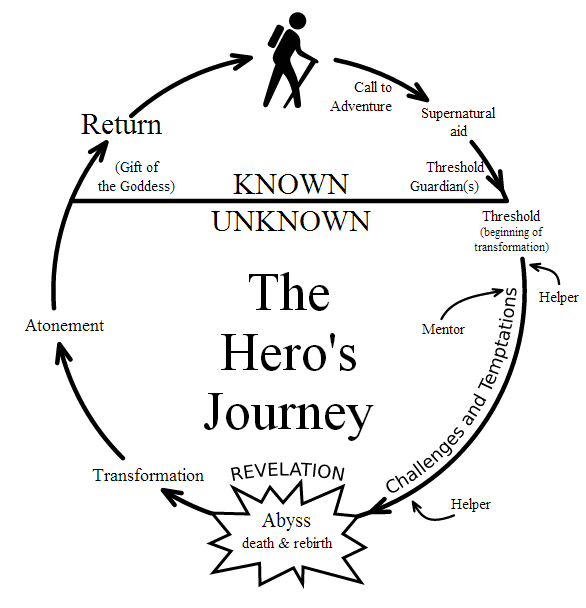 Call to
Adventure
Supernatural
aid
Return
(Gift of
the Goddess)
Threshold
Guardian(s)
KNOWN
UNKNOWN
Threshold
(beginning of
transformation)
Helper
Mentor
Challenges and Temptations
The
Hero's
Journey
Atonement
Transformation
REVELATION
Abyss
death & rebirth
Helper